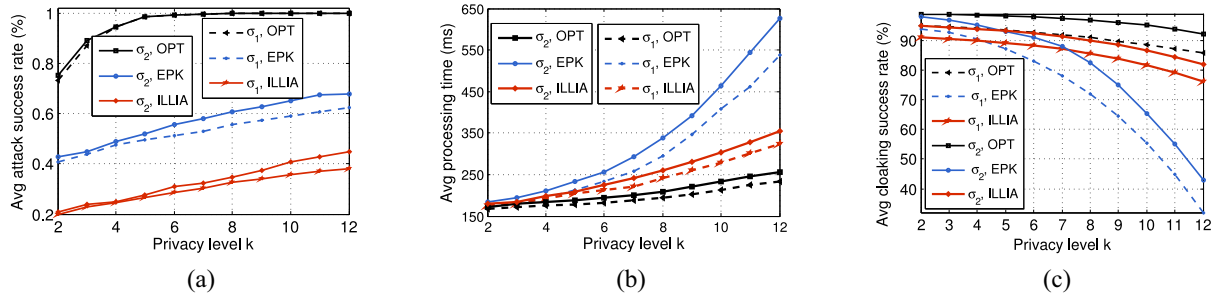 Avg attack success rate (%)
1
0.8
0.6
0.4
0.2
σ2, OPT
σ2, EPK
σ2, ILLIA
σ1, OPT
σ1, EPK
σ1, ILLIA
2 4 6 8 10 12
Privacy level k
(a)
Avg processing time (ms)
650
550
450
350
250
150
σ2, OPT
σ2, EPK
σ2, ILLIA
σ1, OPT
σ1, EPK
σ1, ILLIA
2 4 6 8 10 12
Privacy level k
(b)
Avg cloaking success rate (%)
90
80
70
60
50
40
σ1, OPT
σ1, EPK
σ1, ILLIA
σ2, OPT
σ2, EPK
σ2, ILLIA
2 3 4 5 6 7 8 9 10 11 12
Privacy level k
(c)